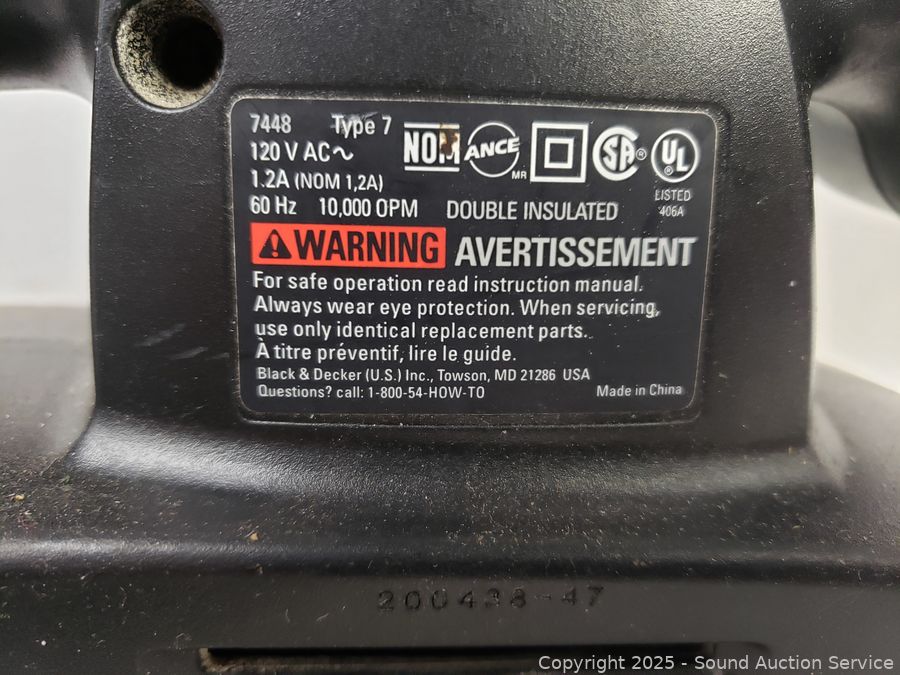 7448 Type 7
120 V AC ~
1.2A (NOM 1,2A)
60 Hz 10,000 OPM DOUBLE INSULATED
NOM ANCE MR SA® UL®
LISTED
406A
WARNING AVERTISSEMENT
For safe operation read instruction manual.
Always wear eye protection. When servicing,
use only identical replacement parts.
À titre préventif, lire le guide.
Black & Decker (U.S.) Inc., Towson, MD 21286 USA
Questions? call: 1-800-54-HOW-TO Made in China
200438-47
Copyright 2025 - Sound Auction Service